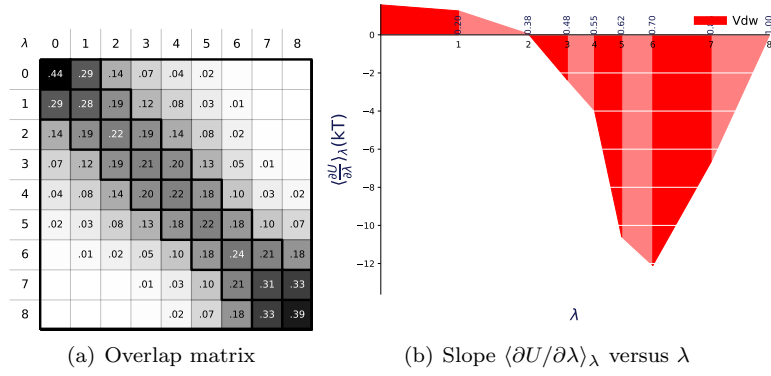 λ 0 1 2 3 4 5 6 7 8
0 .44 .29 .14 .07 .04 .02
1 .29 .28 .19 .12 .08 .03 .01
2 .14 .19 .22 .19 .14 .08 .02
3 .07 .12 .19 .21 .20 .13 .05 .01
4 .04 .08 .14 .20 .22 .18 .10 .03 .02
5 .02 .03 .08 .13 .18 .22 .18 .10 .07
6 .01 .02 .05 .10 .18 .24 .21 .18
7 .01 .03 .10 .21 .31 .33
8 .02 .07 .18 .33 .39
(a) Overlap matrix
0.38 0.48 0.55 0.62 0.70 1.00
Vdw
0
1 2 3 4 5 6 7 8
−2
−4
−6
−8
−10
−12
⟨∂U/∂λ⟩λ(kT)
λ
(b) Slope ⟨∂U/∂λ⟩λ versus λ